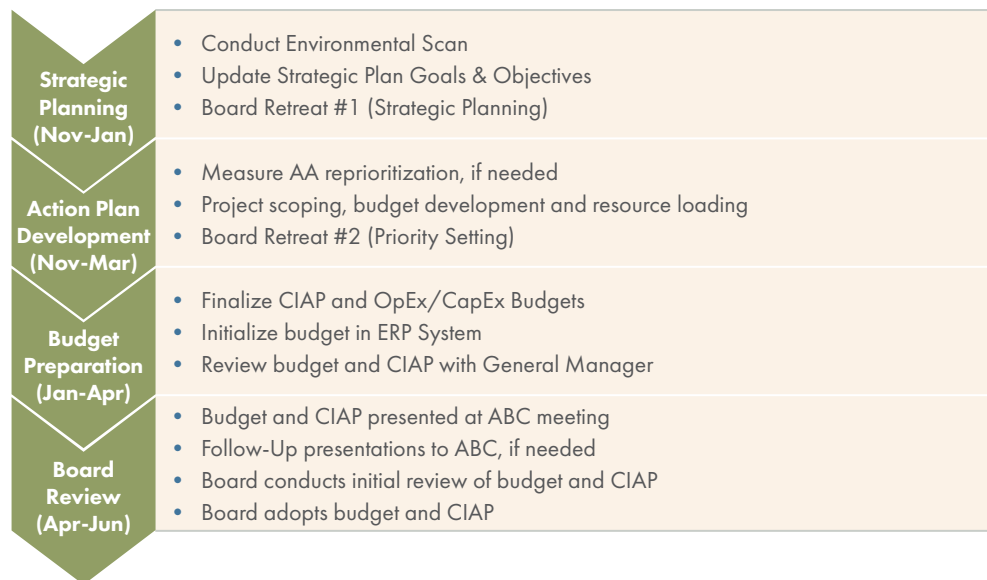 Strategic
Planning
(Nov-Jan)
• Conduct Environmental Scan
• Update Strategic Plan Goals & Objectives
• Board Retreat #1 (Strategic Planning)
Action Plan
Development
(Nov-Mar)
• Measure AA reprioritization, if needed
• Project scoping, budget development and resource loading
• Board Retreat #2 (Priority Setting)
Budget
Preparation
(Jan-Apr)
• Finalize CIAP and OpEx/CapEx Budgets
• Initialize budget in ERP System
• Review budget and CIAP with General Manager
Board
Review
(Apr-Jun)
• Budget and CIAP presented at ABC meeting
• Follow-Up presentations to ABC, if needed
• Board conducts initial review of budget and CIAP
• Board adopts budget and CIAP